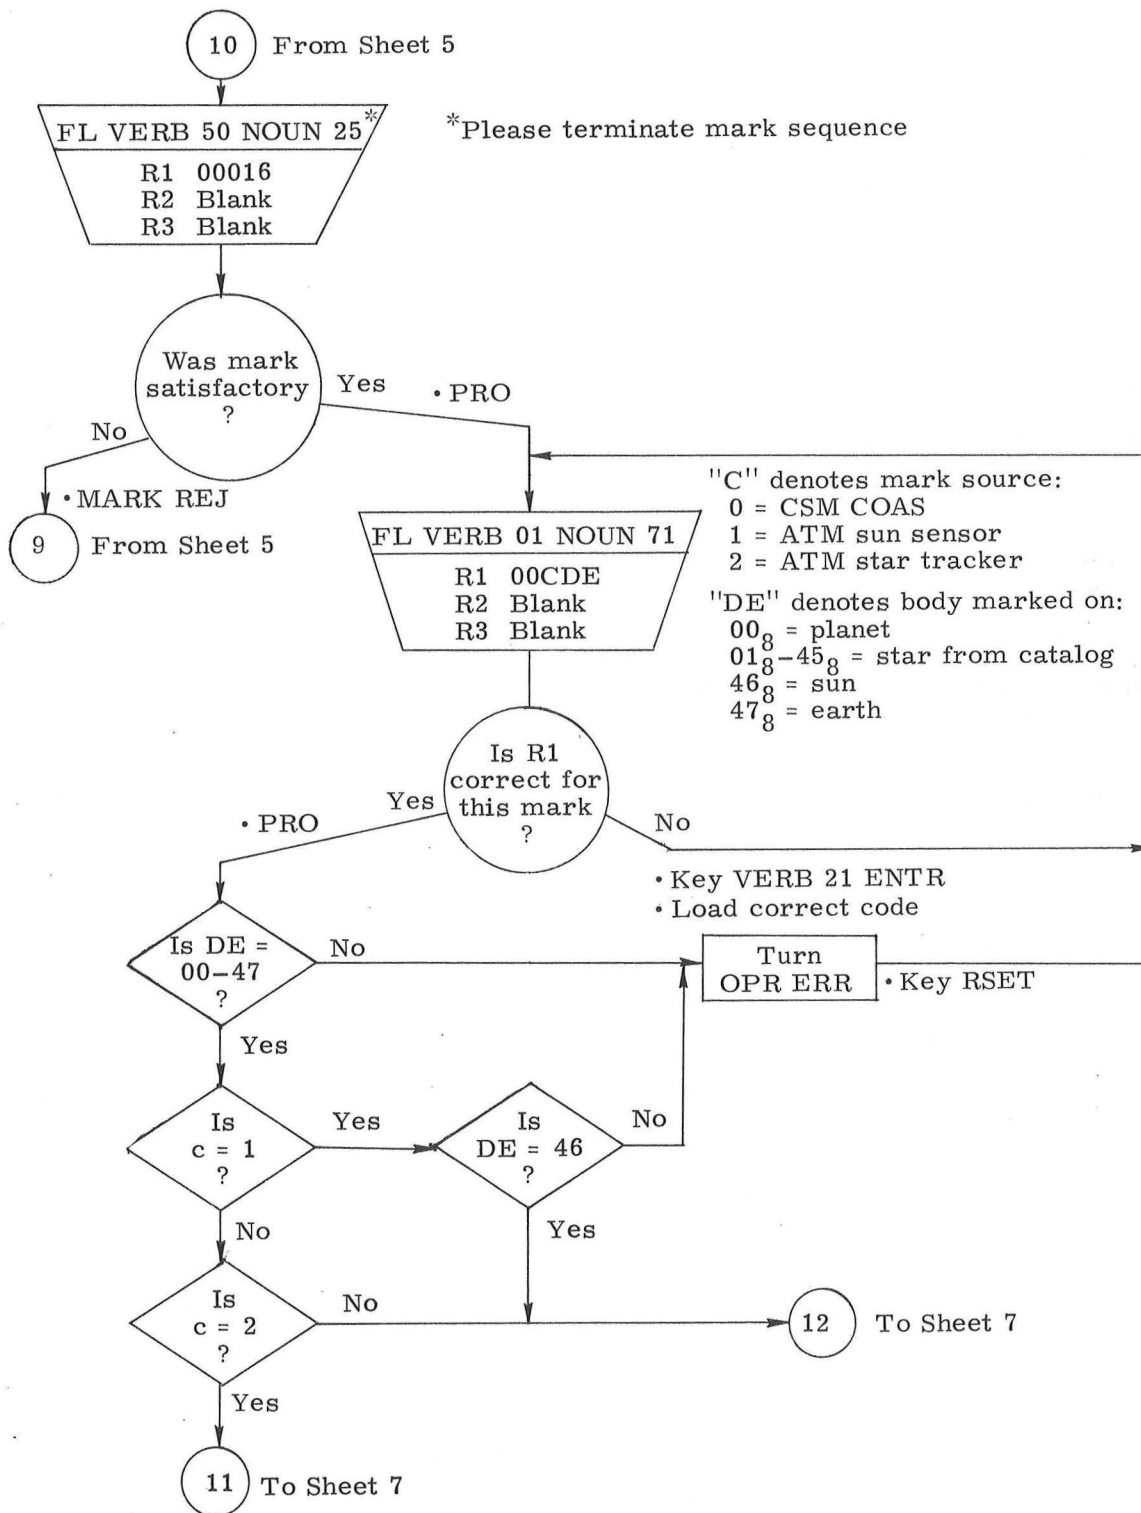 10 From Sheet 5
FL VERB 50 NOUN 25*
*Please terminate mark sequence
R1 00016
R2 Blank
R3 Blank
Was mark
satisfactory
?
Yes
• PRO
No
• MARK REJ
9 From Sheet 5
"C" denotes mark source:
0 = CSM COAS
1 = ATM sun sensor
2 = ATM star tracker
"DE" denotes body marked on:
00₈ = planet
01₈-45₈ = star from catalog
46₈ = sun
47₈ = earth
FL VERB 01 NOUN 71
R1 00CDE
R2 Blank
R3 Blank
Is R1
correct for
this mark
?
Yes
• PRO
No
• Key VERB 21 ENTR
• Load correct code
Is DE =
00-47
?
No
Turn
OPR ERR
• Key RSET
Yes
Is
c = 1
?
Yes
Is
DE = 46
?
No
Yes
No
Is
c = 2
?
No
12 To Sheet 7
Yes
11 To Sheet 7